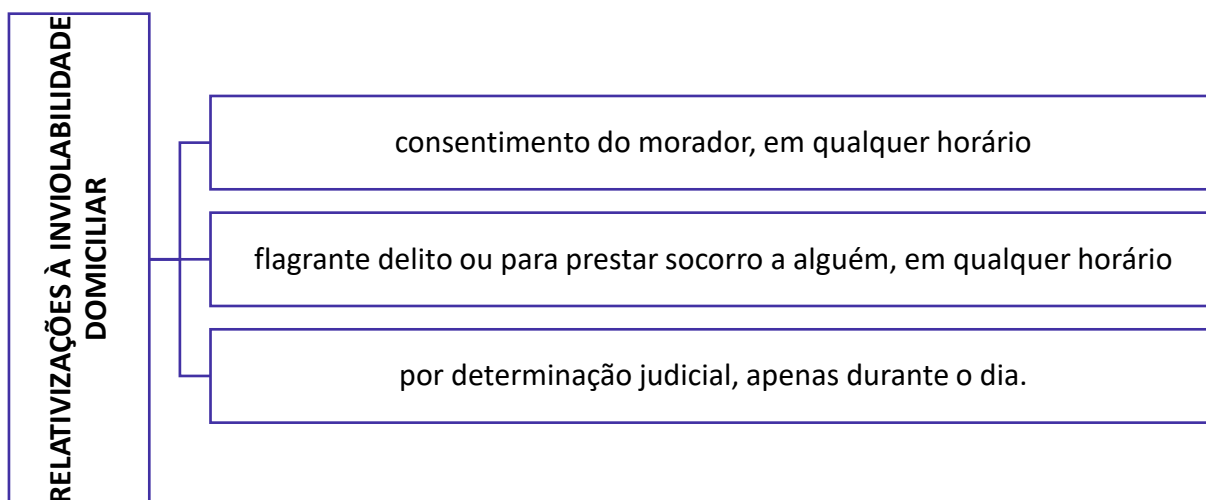 RELATIVIZAÇÕES À INVIOLABILIDADE
DOMICILIAR
consentimento do morador, em qualquer horário
flagrante delito ou para prestar socorro a alguém, em qualquer horário
por determinação judicial, apenas durante o dia.